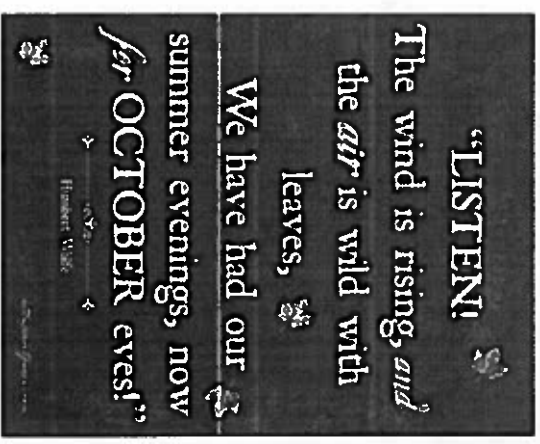 “LISTEN!
The wind is rising, and
the air is wild with
leaves,
We have had our
summer evenings, now
for OCTOBER eves!”